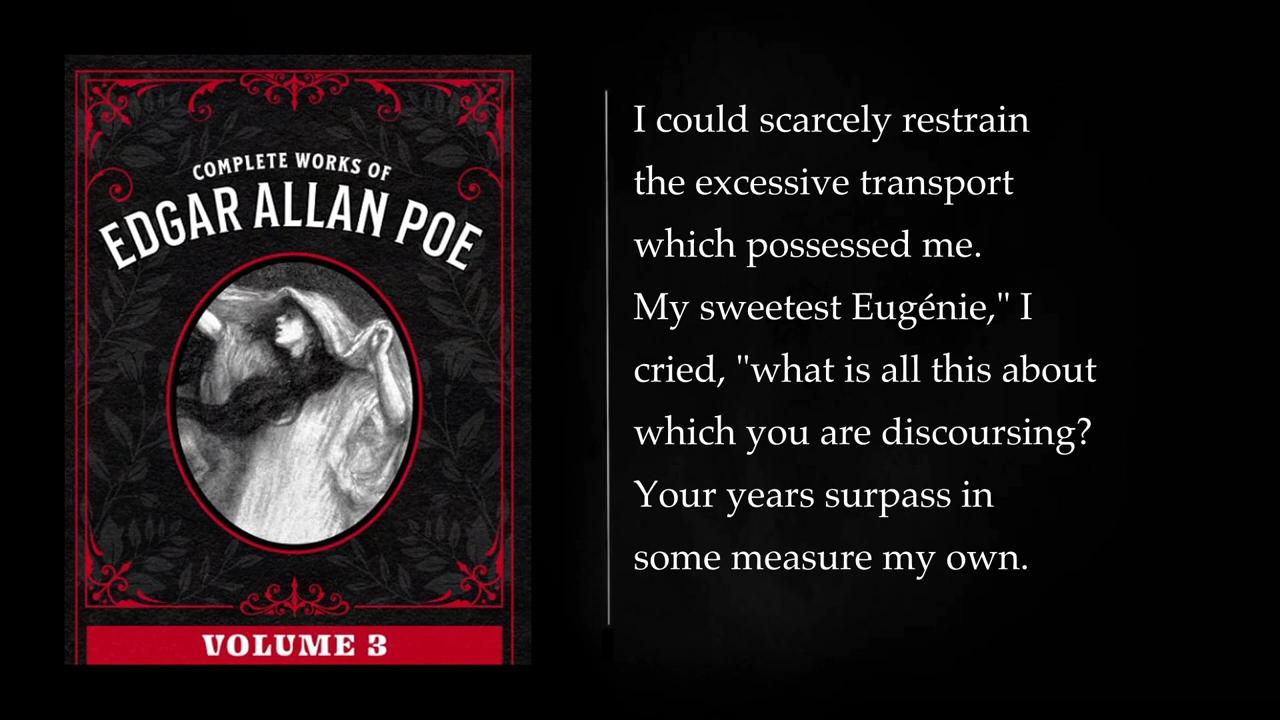 COMPLETE WORKS OF
EDGAR ALLAN POE
VOLUME 3
I could scarcely restrain
the excessive transport
which possessed me.
My sweetest Eugénie," I
cried, "what is all this about
which you are discoursing?
Your years surpass in
some measure my own.